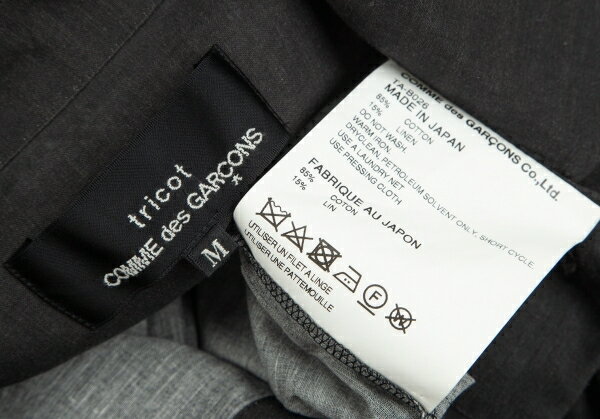 tricot
COMME des GARÇONS
*
M
COMME des GARÇONS Co.,Ltd.
TA-B026
MADE IN JAPAN
85% COTTON
15% LINEN
DO NOT WASH.
WARM IRON.
DRYCLEAN, PETROLEUM SOLVENT ONLY, SHORT CYCLE.
USE A LAUNDRY NET
USE PRESSING CLOTH
FABRIQUE AU JAPON
85% COTON
15% LIN
UTILISER UN FILET A LINGE
UTILISER UNE PATTEMOUILLE